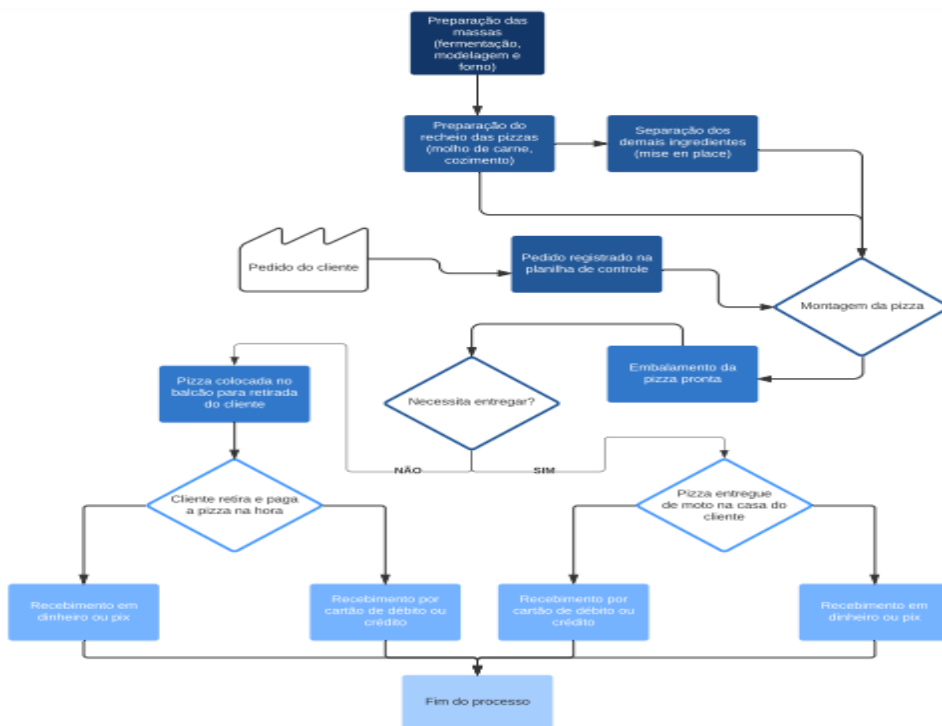 Preparação das
massas
(fermentação,
modelagem e
forno)
Preparação do
recheio das pizzas
(molho de carne,
cozimento)
Separação dos
demais ingredientes
(mise en place)
Pedido do cliente
Pedido registrado na
planilha de controle
Montagem da pizza
Embalamento da
pizza pronta
Necessita entregar?
Pizza colocada no
balcão para retirada
do cliente
NÃO
SIM
Cliente retira e paga
a pizza na hora
Pizza entregue
de moto na casa do
cliente
Recebimento em
dinheiro ou pix
Recebimento por
cartão de débito ou
crédito
Recebimento por
cartão de débito ou
crédito
Recebimento em
dinheiro ou pix
Fim do processo